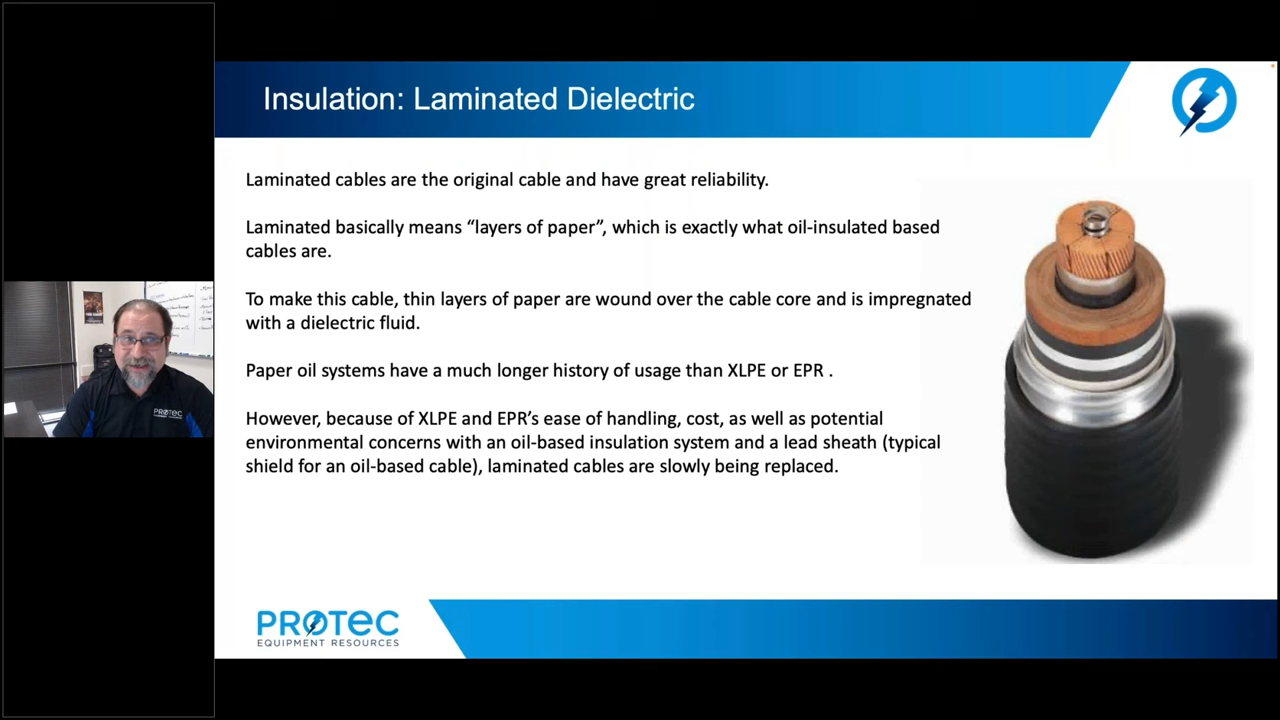 Insulation: Laminated Dielectric
Laminated cables are the original cable and have great reliability.
Laminated basically means “layers of paper”, which is exactly what oil-insulated based
cables are.
To make this cable, thin layers of paper are wound over the cable core and is impregnated
with a dielectric fluid.
Paper oil systems have a much longer history of usage than XLPE or EPR .
However, because of XLPE and EPR’s ease of handling, cost, as well as potential
environmental concerns with an oil-based insulation system and a lead sheath (typical
shield for an oil-based cable), laminated cables are slowly being replaced.
PROTEC
PROTEC
EQUIPMENT RESOURCES